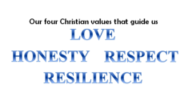 Our four Christian values that guide us
LOVE
HONESTY RESPECT
RESILIENCE